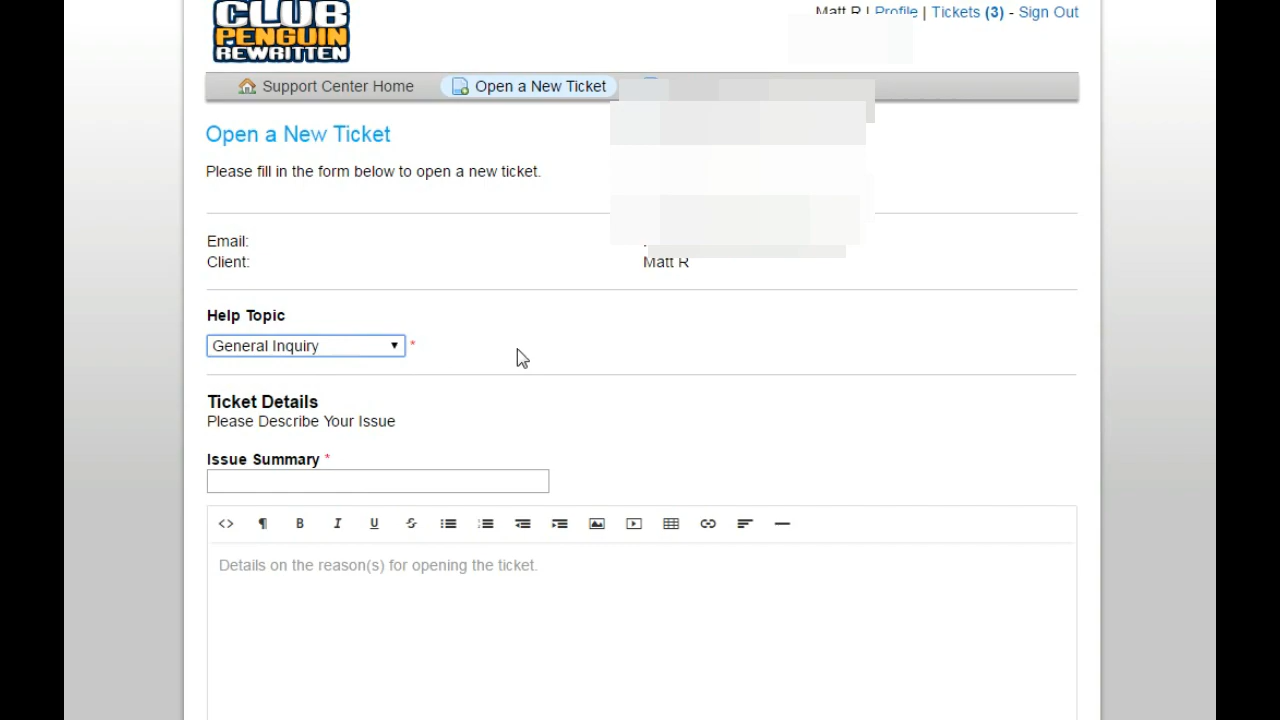 CLUB
PENGUIN
REWRITTEN
Matt R | Profile | Tickets (3) - Sign Out
Support Center Home
Open a New Ticket
Open a New Ticket
Please fill in the form below to open a new ticket.
Email:
Client: Matt R
Help Topic
General Inquiry *
Ticket Details
Please Describe Your Issue
Issue Summary *
Details on the reason(s) for opening the ticket.